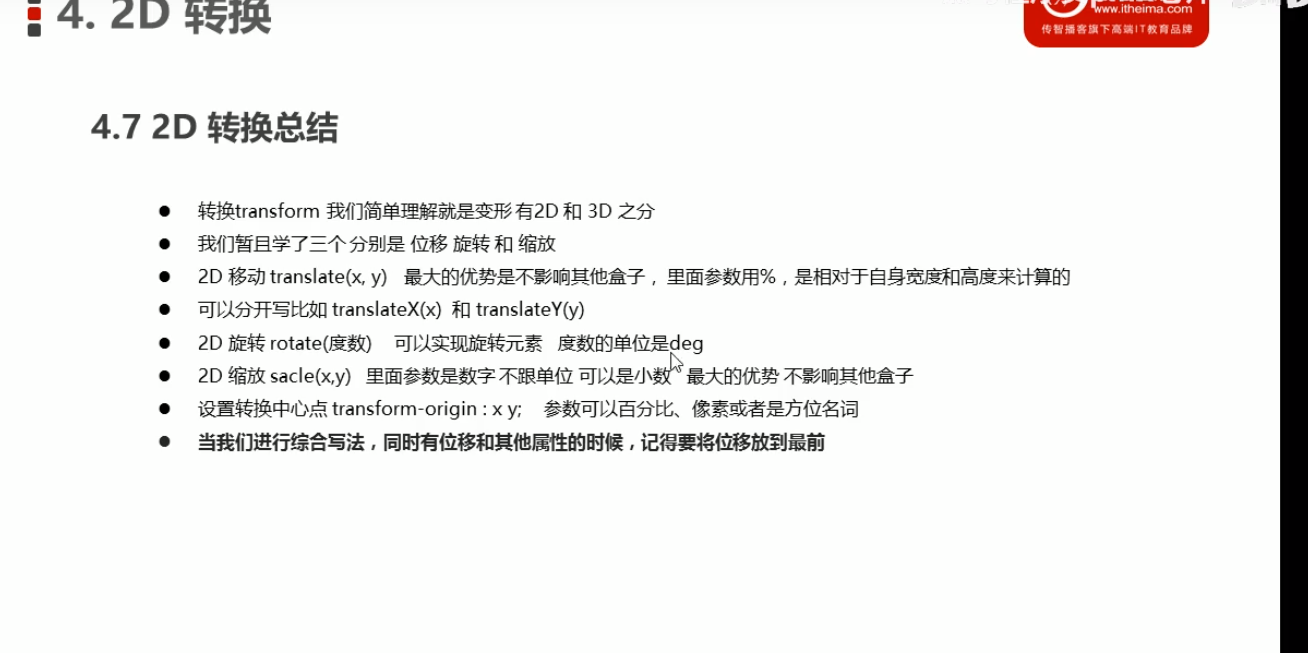 4. 2D 转换
www.itheima.com
传智播客旗下高端IT教育品牌
4.7 2D 转换总结
● 转换transform 我们简单理解就是变形 有2D 和 3D 之分
● 我们暂且学了三个 分别是 位移 旋转 和 缩放
● 2D 移动 translate(x, y) 最大的优势是不影响其他盒子，里面参数用%，是相对于自身宽度和高度来计算的
● 可以分开写比如 translateX(x) 和 translateY(y)
● 2D 旋转 rotate(度数) 可以实现旋转元素 度数的单位是deg
● 2D 缩放 sacle(x,y) 里面参数是数字 不跟单位 可以是小数 最大的优势 不影响其他盒子
● 设置转换中心点 transform-origin : x y; 参数可以百分比、像素或者是方位名词
● 当我们进行综合写法，同时有位移和其他属性的时候，记得要将位移放到最前